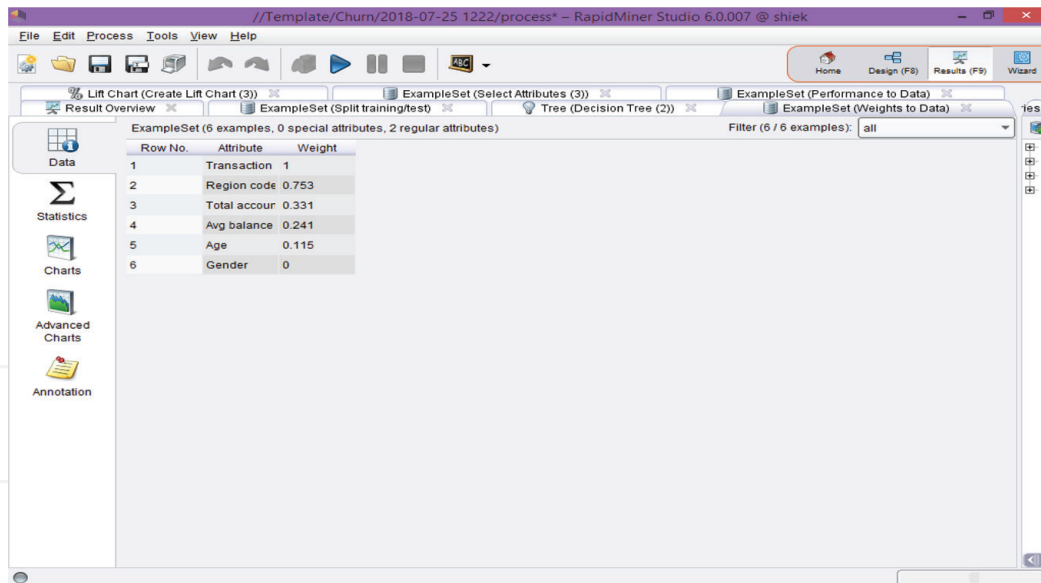 //Template/Churn/2018-07-25 1222/process* – RapidMiner Studio 6.0.007 @ shiek
File Edit Process Tools View Help
ABC
Home Design (F8) Results (F9) Wizard
% Lift Chart (Create Lift Chart (3)) ExampleSet (Select Attributes (3)) ExampleSet (Performance to Data)
Result Overview ExampleSet (Split training/test) Tree (Decision Tree (2)) ExampleSet (Weights to Data)
ExampleSet (6 examples, 0 special attributes, 2 regular attributes) Filter (6 / 6 examples): all
Data
Statistics
Charts
Advanced
Charts
Annotation
Row No. Attribute Weight
1 Transaction 1
2 Region code 0.753
3 Total accour 0.331
4 Avg balance 0.241
5 Age 0.115
6 Gender 0